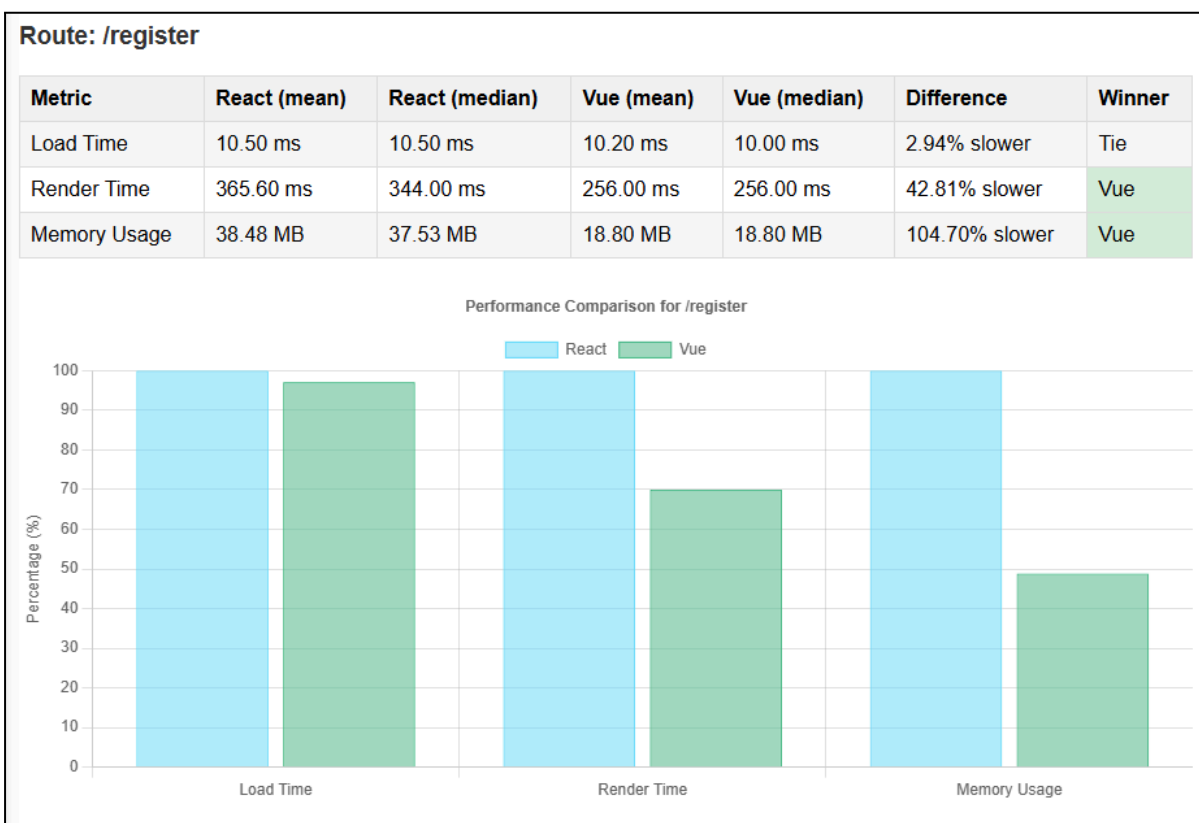 Route: /register
Metric React (mean) React (median) Vue (mean) Vue (median) Difference Winner
Load Time 10.50 ms 10.50 ms 10.20 ms 10.00 ms 2.94% slower Tie
Render Time 365.60 ms 344.00 ms 256.00 ms 256.00 ms 42.81% slower Vue
Memory Usage 38.48 MB 37.53 MB 18.80 MB 18.80 MB 104.70% slower Vue
Performance Comparison for /register
React Vue
100
90
80
70
60
50
40
30
20
10
0
Percentage (%)
Load Time Render Time Memory Usage